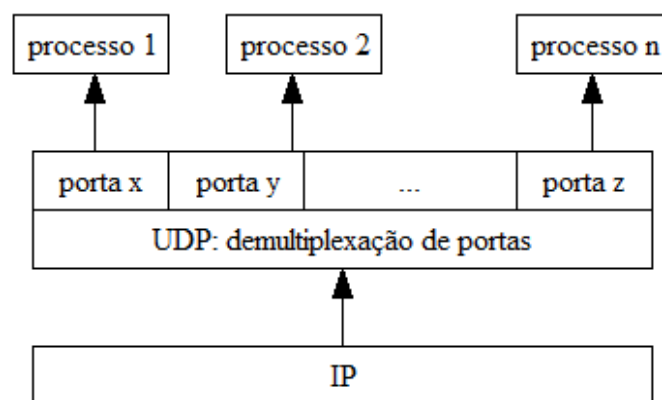 processo 1
processo 2
processo n
porta x
porta y
...
porta z
UDP: demultiplexação de portas
IP